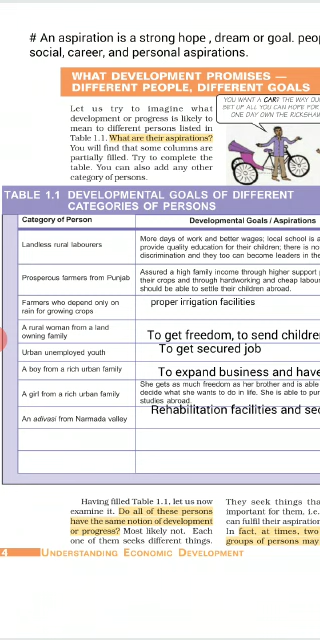 # An aspiration is a strong hope , dream or goal.
social, career, and personal aspirations.
WHAT DEVELOPMENT PROMISES —
DIFFERENT PEOPLE, DIFFERENT GOALS
Let us try to imagine what
development or progress is likely to
mean to different persons listed in
Table 1.1. What are their aspirations?
You will find that some columns are
partially filled. Try to complete the
table. You can also add any other
category of persons.
YOU WANT A CAR? THE WAY
SET UP ALL YOU CAN HOPE FOR
ONE DAY OWN THE
TABLE 1.1 DEVELOPMENTAL GOALS OF DIFFERENT
CATEGORIES OF PERSONS
Category of Person
Developmental Goals / Aspirations
Landless rural labourers
More days of work and better wages; local school is
provide quality education for their children; there is no
discrimination and they too can become leaders in the
Prosperous farmers from Punjab
Assured a high family income through higher support
their crops and through hardworking and cheap
should be able to settle their children abroad.
Farmers who depend only on
rain for growing crops
proper irrigation facilities
A rural woman from a land
owning family
To get freedom, to send
Urban unemployed youth
To get secured job
A boy from a rich urban family
To expand business and have
A girl from a rich urban family
She gets as much freedom as her brother and is able
decide what she wants to do in life. She is able to
studies abroad.
An adivasi from Narmada valley
Rehabilitation facilities and
Having filled Table 1.1, let us now
examine it. Do all of these persons
have the same notion of development
or progress? Most likely not. Each
one of them seeks different things.
They seek things
important for them, i.e.
can fulfil their
In fact, at times, two
groups of persons may
4 UNDERSTANDING ECONOMIC DEVELOPMENT